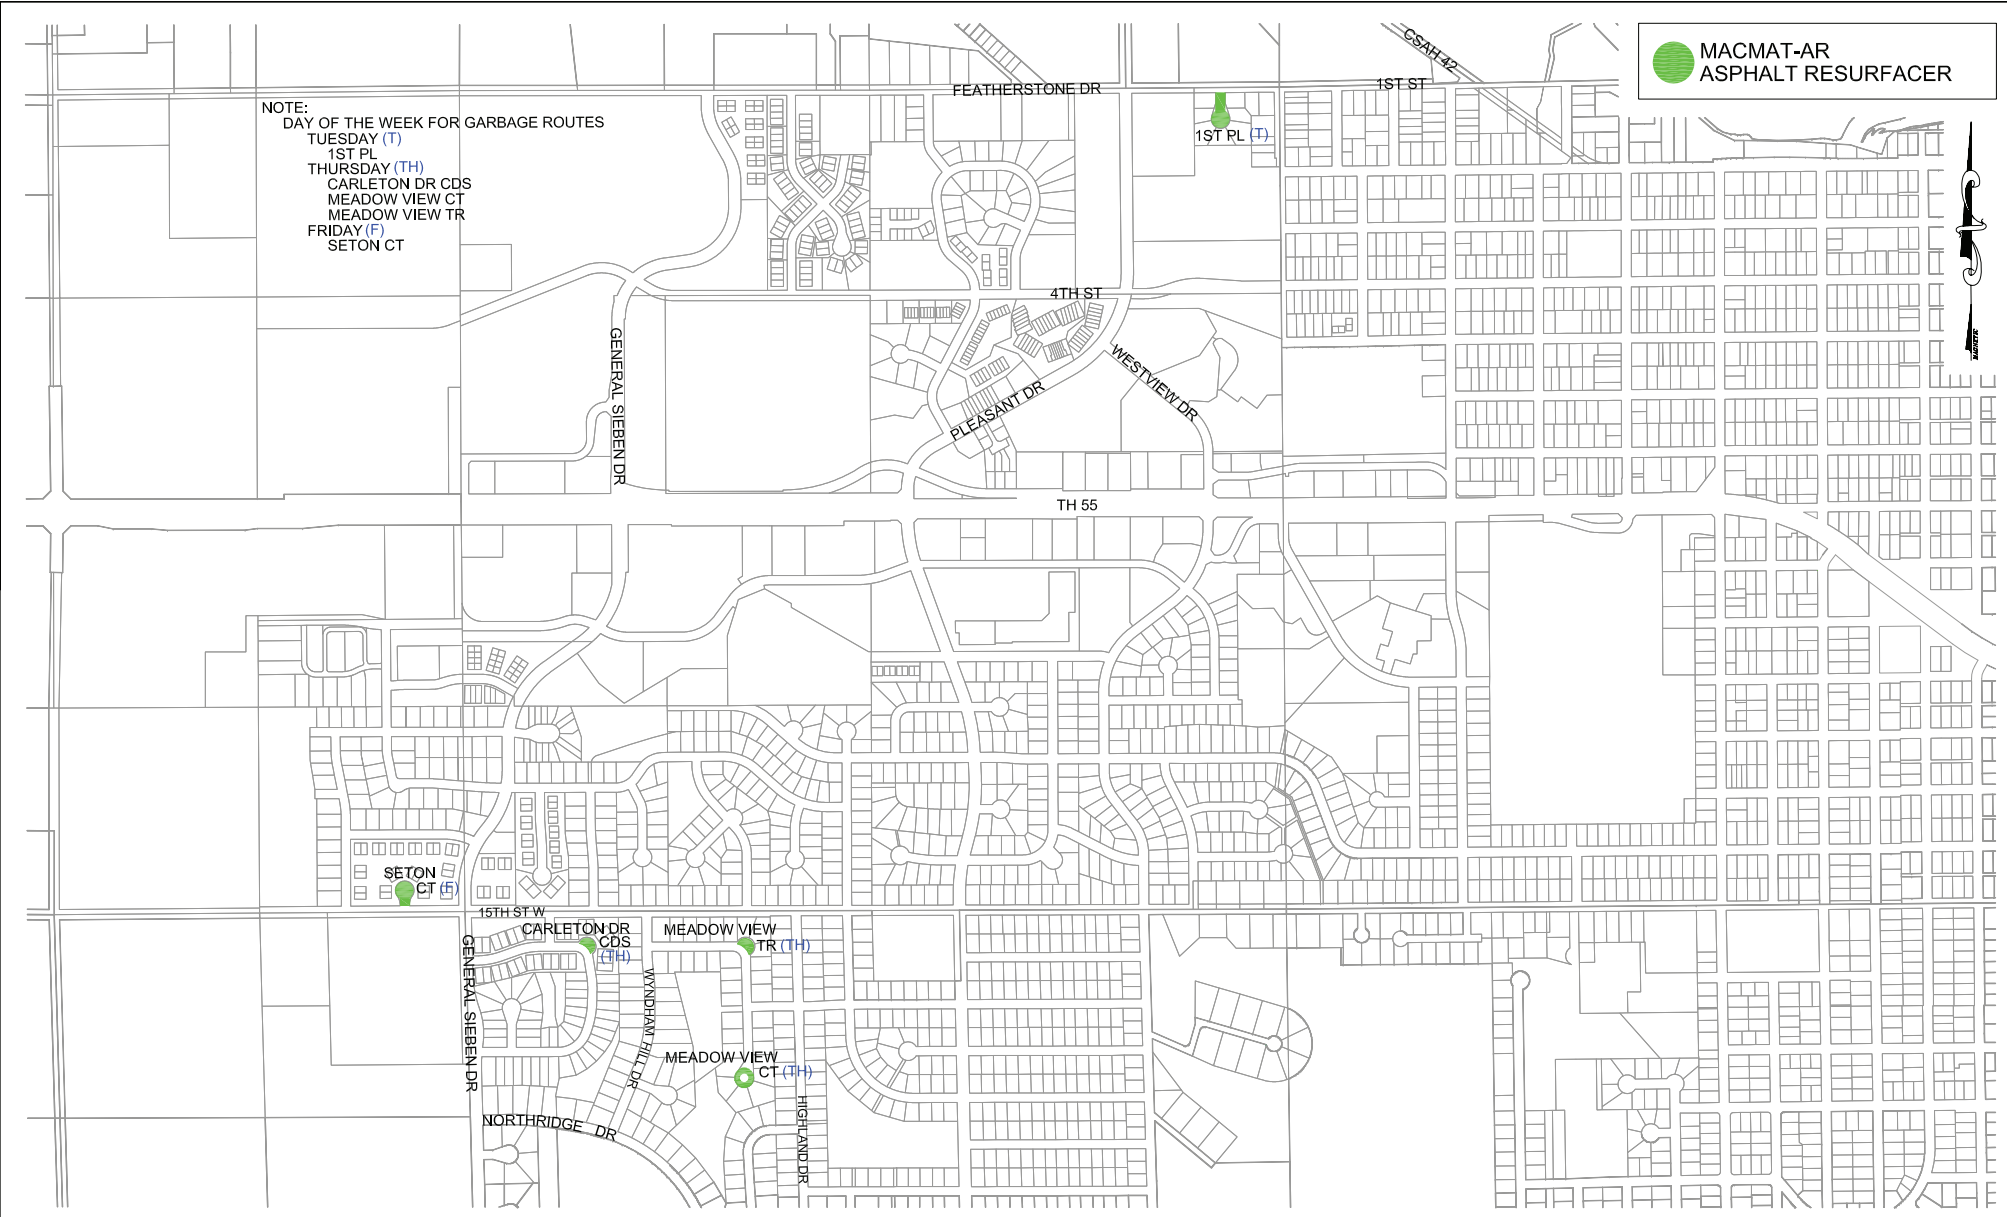 MACMAT-AR
ASPHALT RESURFACER
CSAH 42
FEATHERSTONE DR
1ST ST
NOTE:
DAY OF THE WEEK FOR GARBAGE ROUTES
TUESDAY (T)
1ST PL
THURSDAY (TH)
CARLETON DR CDS
MEADOW VIEW CT
MEADOW VIEW TR
FRIDAY (F)
SETON CT
1ST PL (T)
4TH ST
GENERAL SIEBEN DR
WESTVIEW DR
PLEASANT DR
MAGNETIC
TH 55
SETON
CT (F)
15TH ST W
CARLETON DR
CDS
(TH)
MEADOW VIEW
TR (TH)
GENERAL SIEBEN DR
WYNDHAM HILL DR
MEADOW VIEW
CT (TH)
HIGHLAND DR
NORTHRIDGE DR